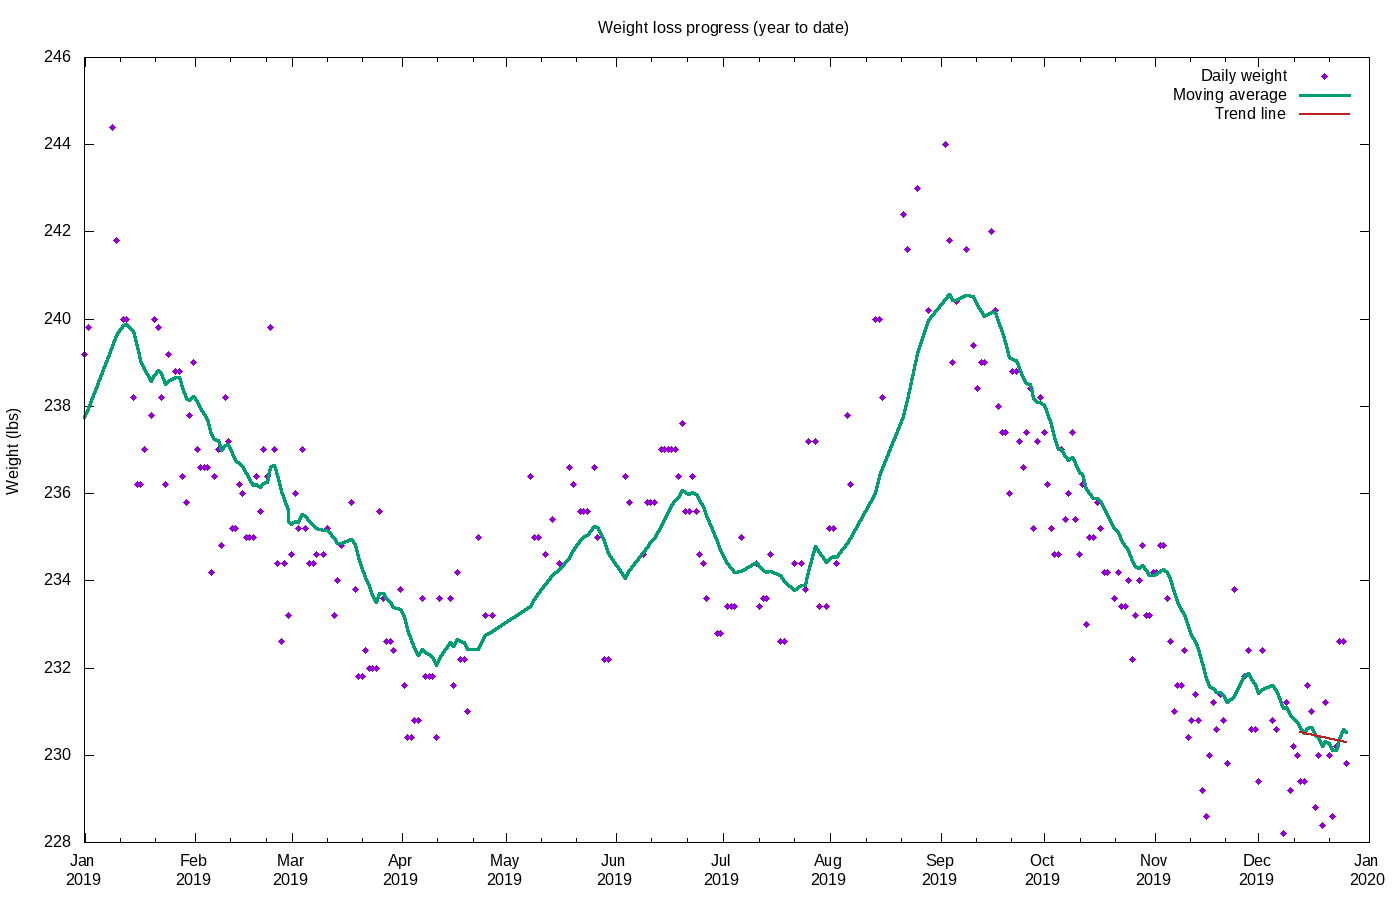 Weight loss progress (year to date)
246
244
242
240
238
236
234
232
230
228
Weight (lbs)
Daily weight
Moving average
Trend line
Jan Feb Mar Apr May Jun Jul Aug Sep Oct Nov Dec Jan
2019 2019 2019 2019 2019 2019 2019 2019 2019 2019 2019 2019 2020